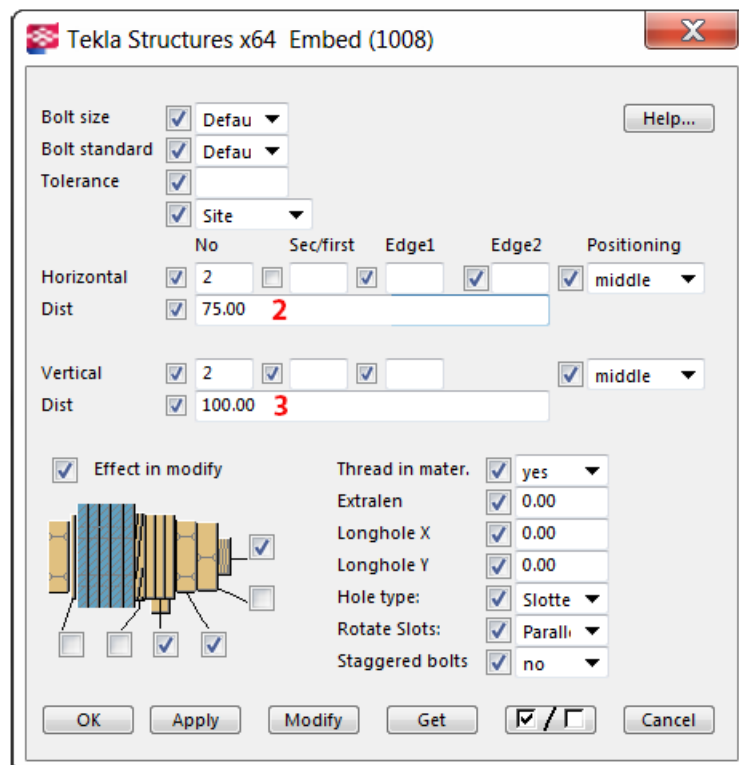 Tekla Structures x64 Embed (1008)
Bolt size Defau Help...
Bolt standard Defau
Tolerance
Site
No Sec/first Edge1 Edge2 Positioning
Horizontal 2 middle
Dist 75.00 2
Vertical 2 middle
Dist 100.00 3
Effect in modify Thread in mater. yes
Extralen 0.00
Longhole X 0.00
Longhole Y 0.00
Hole type: Slotte
Rotate Slots: Paralle
Staggered bolts no
OK Apply Modify Get / Cancel